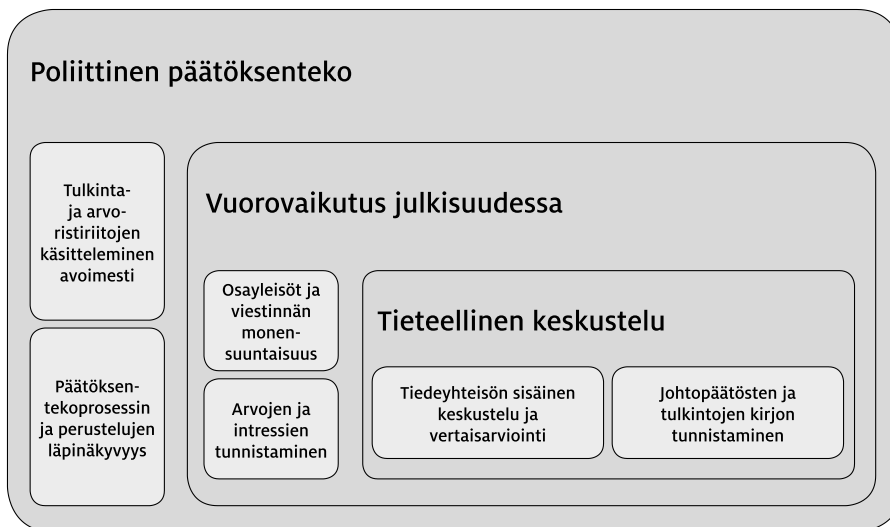 Poliittinen päätöksenteko
Tulkinta-
ja arvo-
ristiriitojen
käsitteleminen
avoimesti
Päätöksen-
tekoprosessin
ja perustelujen
läpinäkyvyys
Vuorovaikutus julkisuudessa
Osayleisöt ja
viestinnän
monen-
suuntaisuus
Arvojen ja
intressien
tunnistaminen
Tieteellinen keskustelu
Tiedeyhteisön sisäinen
keskustelu ja
vertaisarviointi
Johtopäätösten ja
tulkintojen kirjon
tunnistaminen